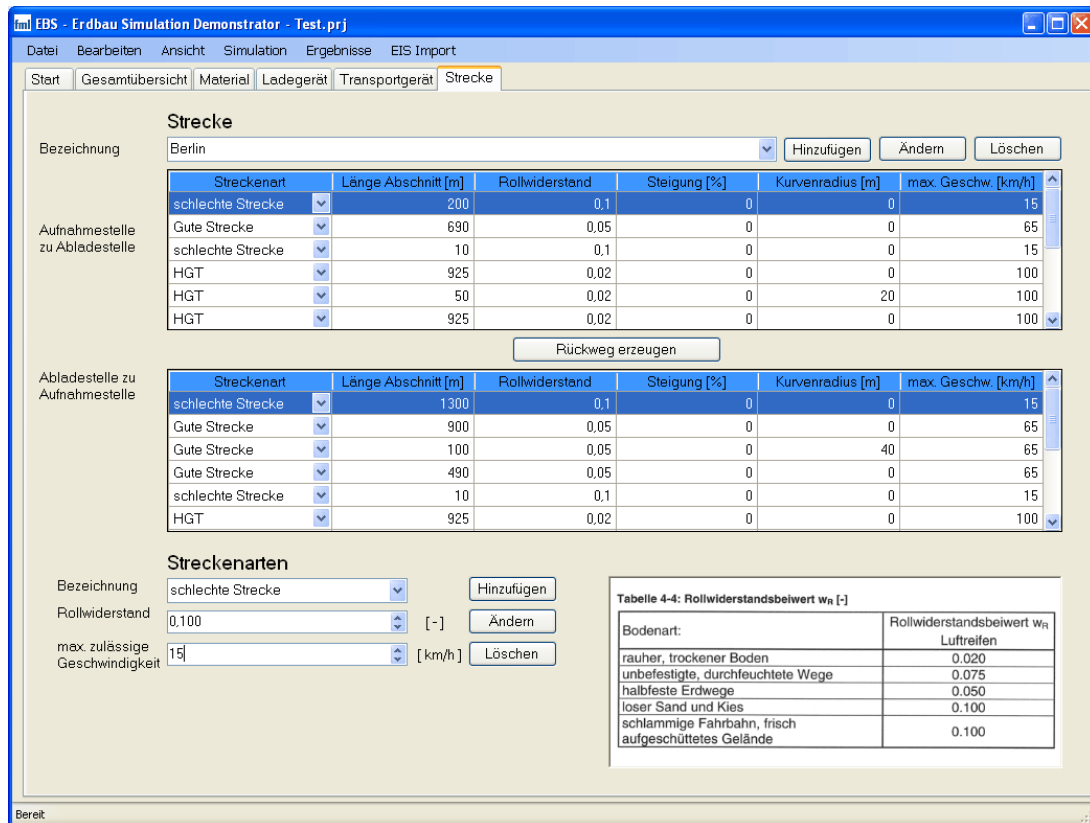 fml EBS - Erdbau Simulation Demonstrator - Test.prj
Datei Bearbeiten Ansicht Simulation Ergebnisse EIS Import
Start Gesamtübersicht Material Ladegerät Transportgerät Strecke
Strecke
Bezeichnung Berlin Hinzufügen Ändern Löschen
Aufnahmestelle
zu Abladestelle
Streckenart Länge Abschnitt [m] Rollwiderstand Steigung [%] Kurvenradius [m] max. Geschw. [km/h]
schlechte Strecke 200 0,1 0 0 15
Gute Strecke 690 0,05 0 0 65
schlechte Strecke 10 0,1 0 0 15
HGT 925 0,02 0 0 100
HGT 50 0,02 0 20 100
HGT 925 0,02 0 0 100
Rückweg erzeugen
Abladestelle zu
Aufnahmestelle
Streckenart Länge Abschnitt [m] Rollwiderstand Steigung [%] Kurvenradius [m] max. Geschw. [km/h]
schlechte Strecke 1300 0,1 0 0 15
Gute Strecke 900 0,05 0 0 65
Gute Strecke 100 0,05 0 40 65
Gute Strecke 490 0,05 0 0 65
schlechte Strecke 10 0,1 0 0 15
HGT 925 0,02 0 0 100
Streckenarten
Bezeichnung schlechte Strecke Hinzufügen
Rollwiderstand 0,100 [-] Ändern
max. zulässige
Geschwindigkeit 15 [km/h] Löschen
Tabelle 4-4: Rollwiderstandsbeiwert wR [-]
Bodenart: Rollwiderstandsbeiwert wR
Luftreifen
rauher, trockener Boden 0.020
unbefestigte, durchfeuchtete Wege 0.075
halbfeste Erdwege 0.050
loser Sand und Kies 0.100
schlammige Fahrbahn, frisch
aufgeschüttetes Gelände 0.100
Bereit